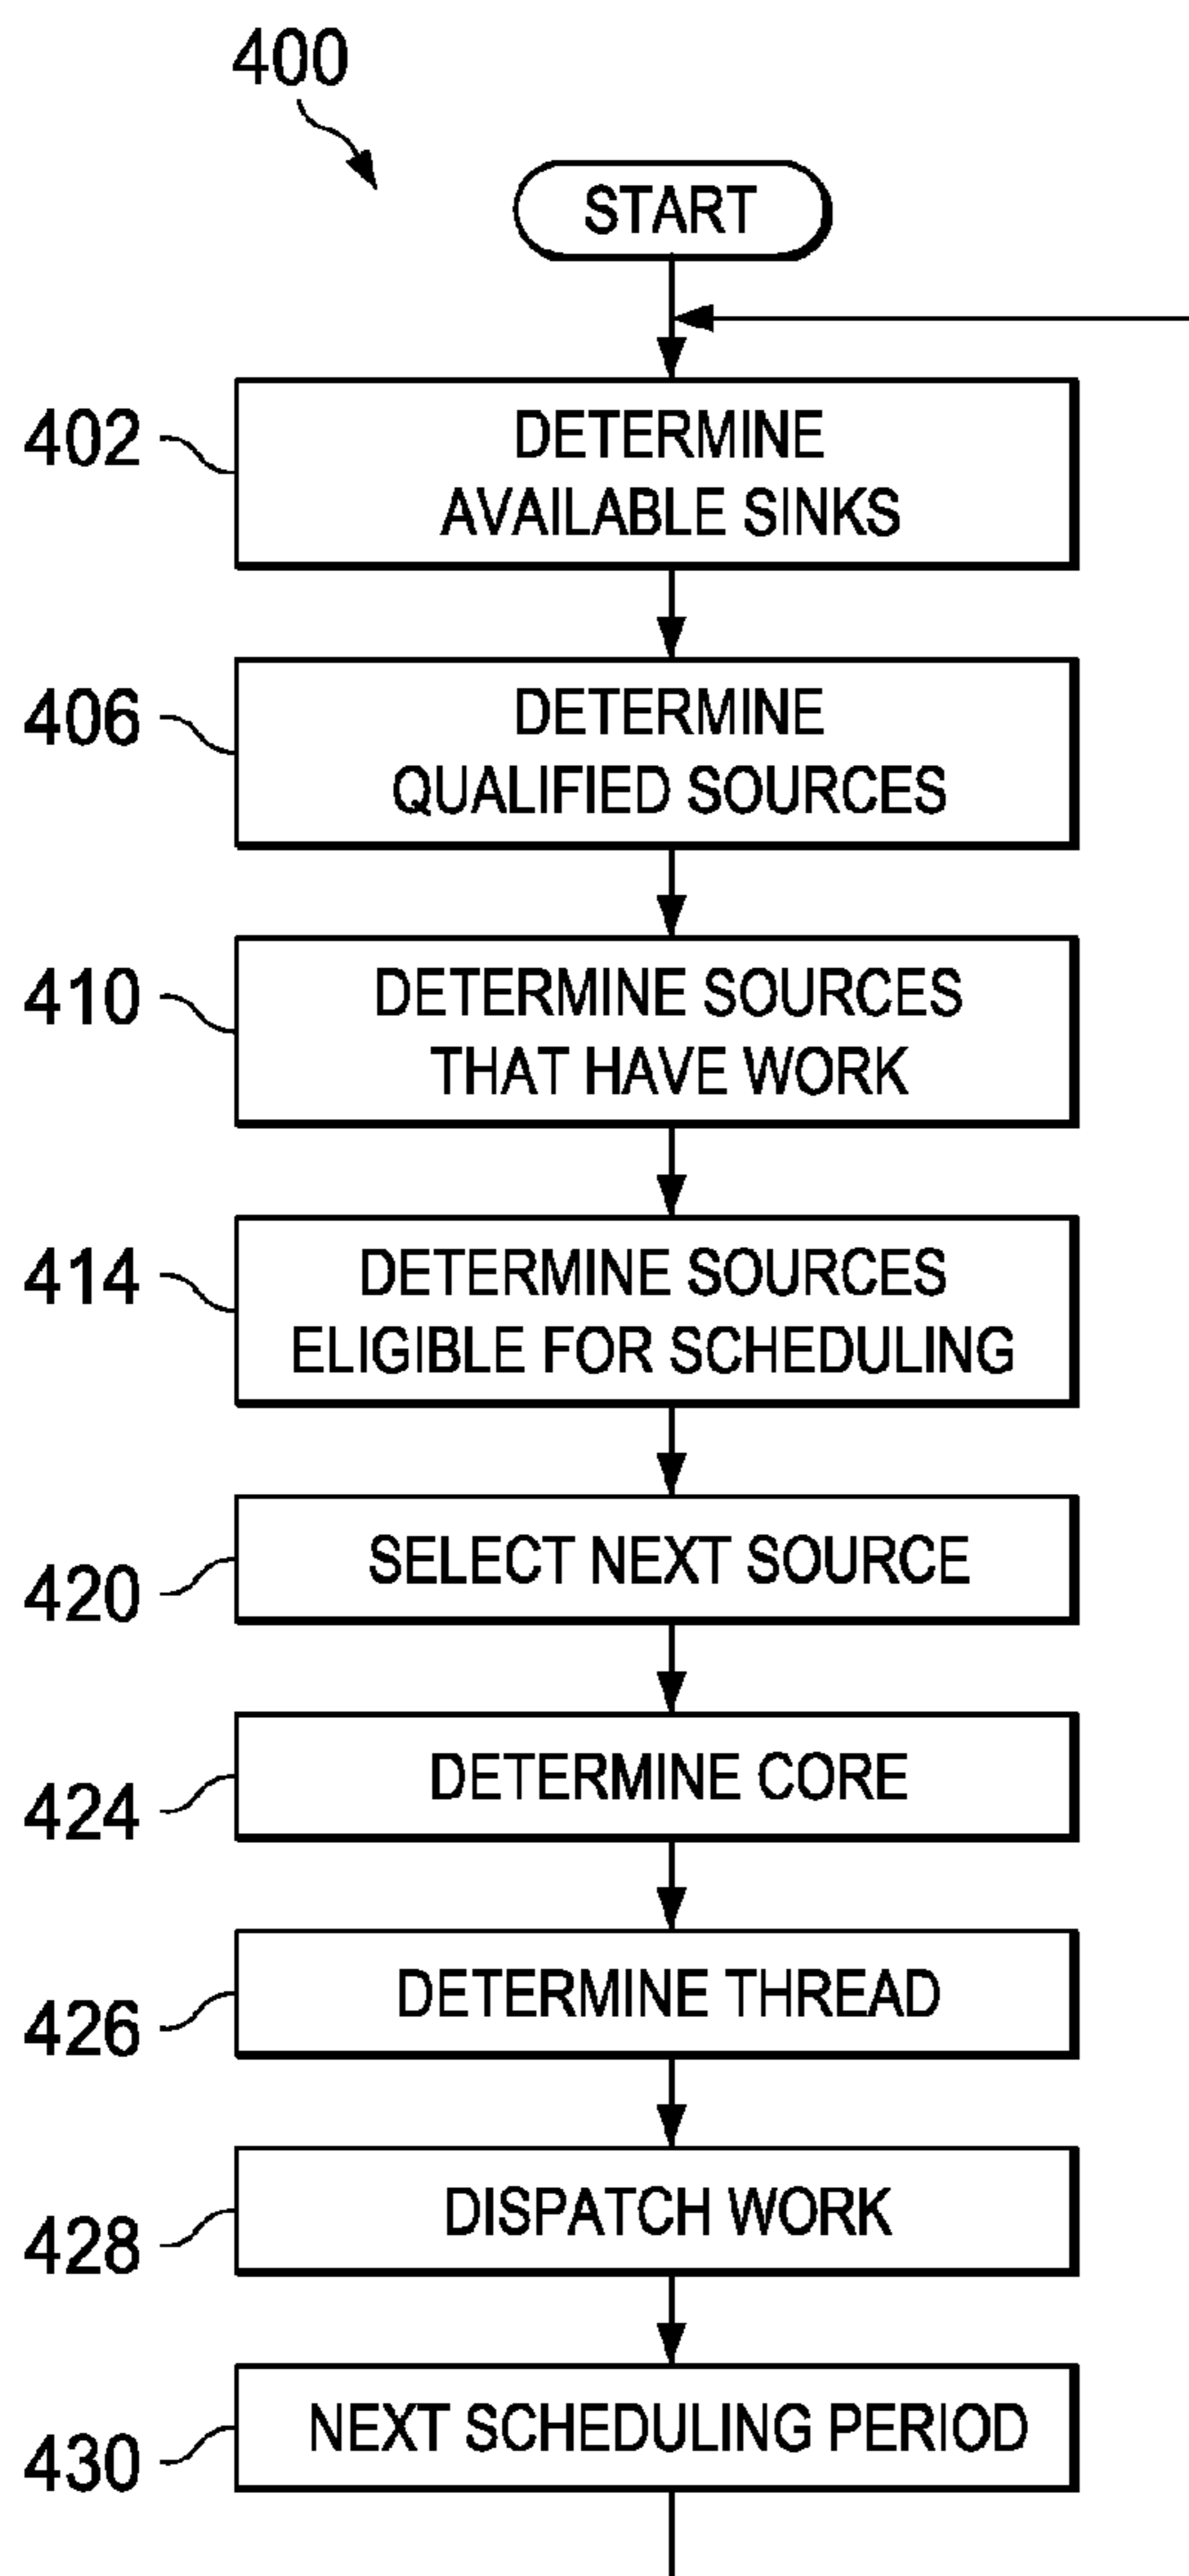 400
START
402
DETERMINE
AVAILABLE SINKS
406
DETERMINE
QUALIFIED SOURCES
410
DETERMINE SOURCES
THAT HAVE WORK
414
DETERMINE SOURCES
ELIGIBLE FOR SCHEDULING
420
SELECT NEXT SOURCE
424
DETERMINE CORE
426
DETERMINE THREAD
428
DISPATCH WORK
430
NEXT SCHEDULING PERIOD